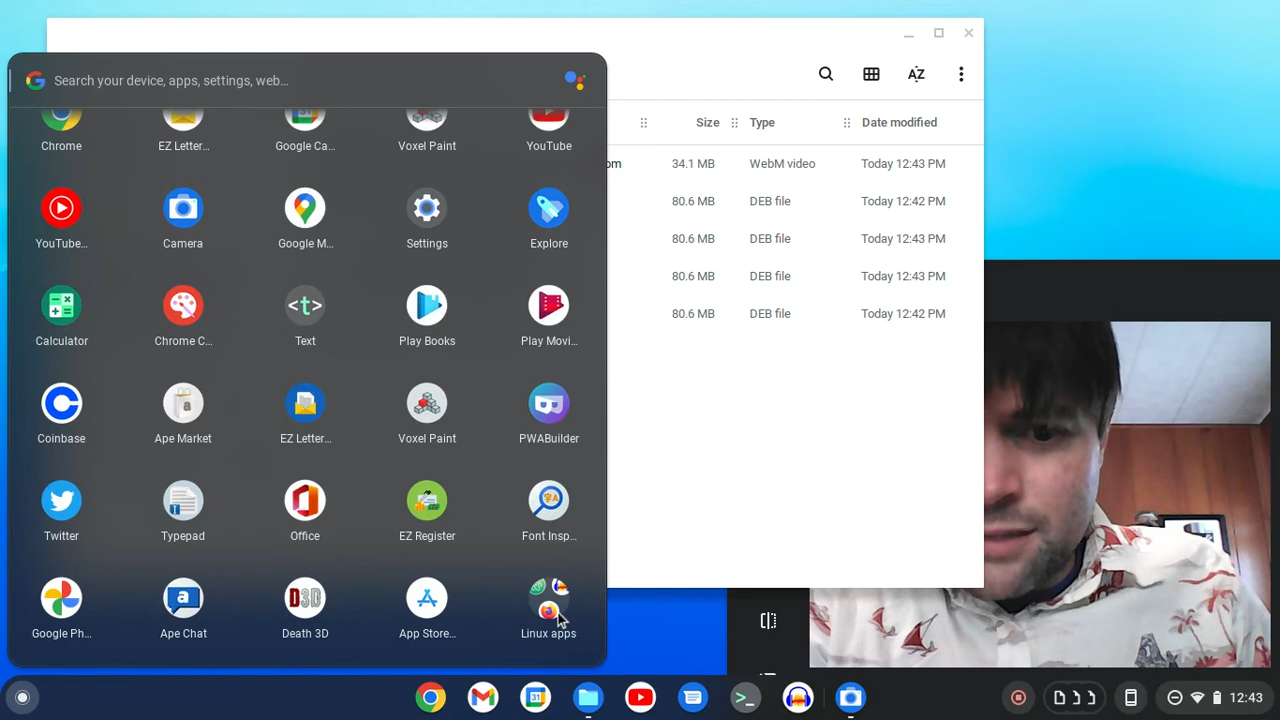 Search your device, apps, settings, web...
Chrome
EZ Letter...
Google Ca...
Voxel Paint
YouTube
YouTube...
Camera
Google M...
Settings
Explore
Calculator
Chrome C...
<t>
Text
Play Books
Play Movi...
Coinbase
Ape Market
EZ Letter...
Voxel Paint
PWABuilder
Twitter
Typepad
Office
EZ Register
Font Insp...
Google Ph...
a
Ape Chat
D3D
Death 3D
App Store...
Linux apps
AZ
Size
Type
Date modified
om
34.1 MB
WebM video
Today 12:43 PM
80.6 MB
DEB file
Today 12:42 PM
80.6 MB
DEB file
Today 12:43 PM
80.6 MB
DEB file
Today 12:43 PM
80.6 MB
DEB file
Today 12:42 PM
31
12:43